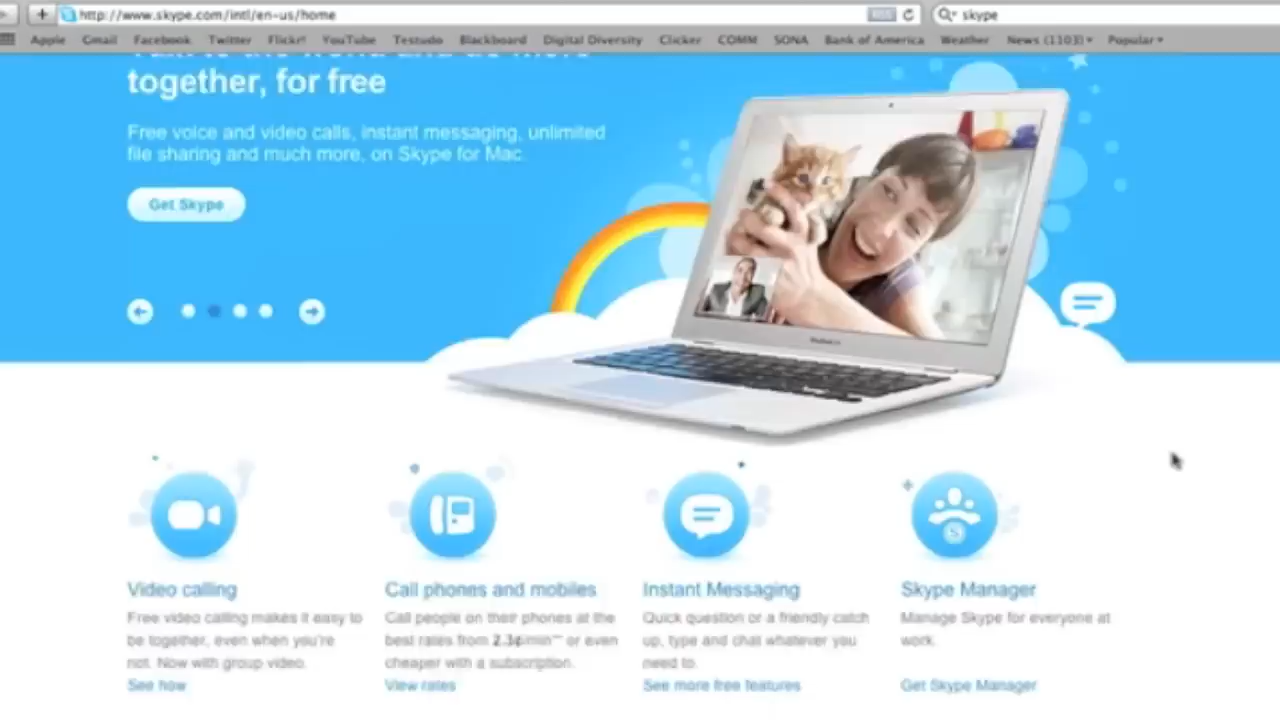 http://www.skype.com/intl/en-us/home
skype
Apple Gmail Facebook Twitter Flickr! YouTube Testudo Blackboard Digital Diversity Clicker COMM SONA Bank of America Weather News (1103) Popular
together, for free
Free voice and video calls, instant messaging, unlimited
file sharing and much more, on Skype for Mac.
Get Skype
Video calling
Free video calling makes it easy to
be together, even when you're
not. Now with group video.
See how
Call phones and mobiles
Call people on their phones at the
best rates from 2.3¢/min** or even
cheaper with a subscription.
View rates
Instant Messaging
Quick question or a friendly catch
up, type and chat whatever you
need to.
See more free features
Skype Manager
Manage Skype for everyone at
work.
Get Skype Manager